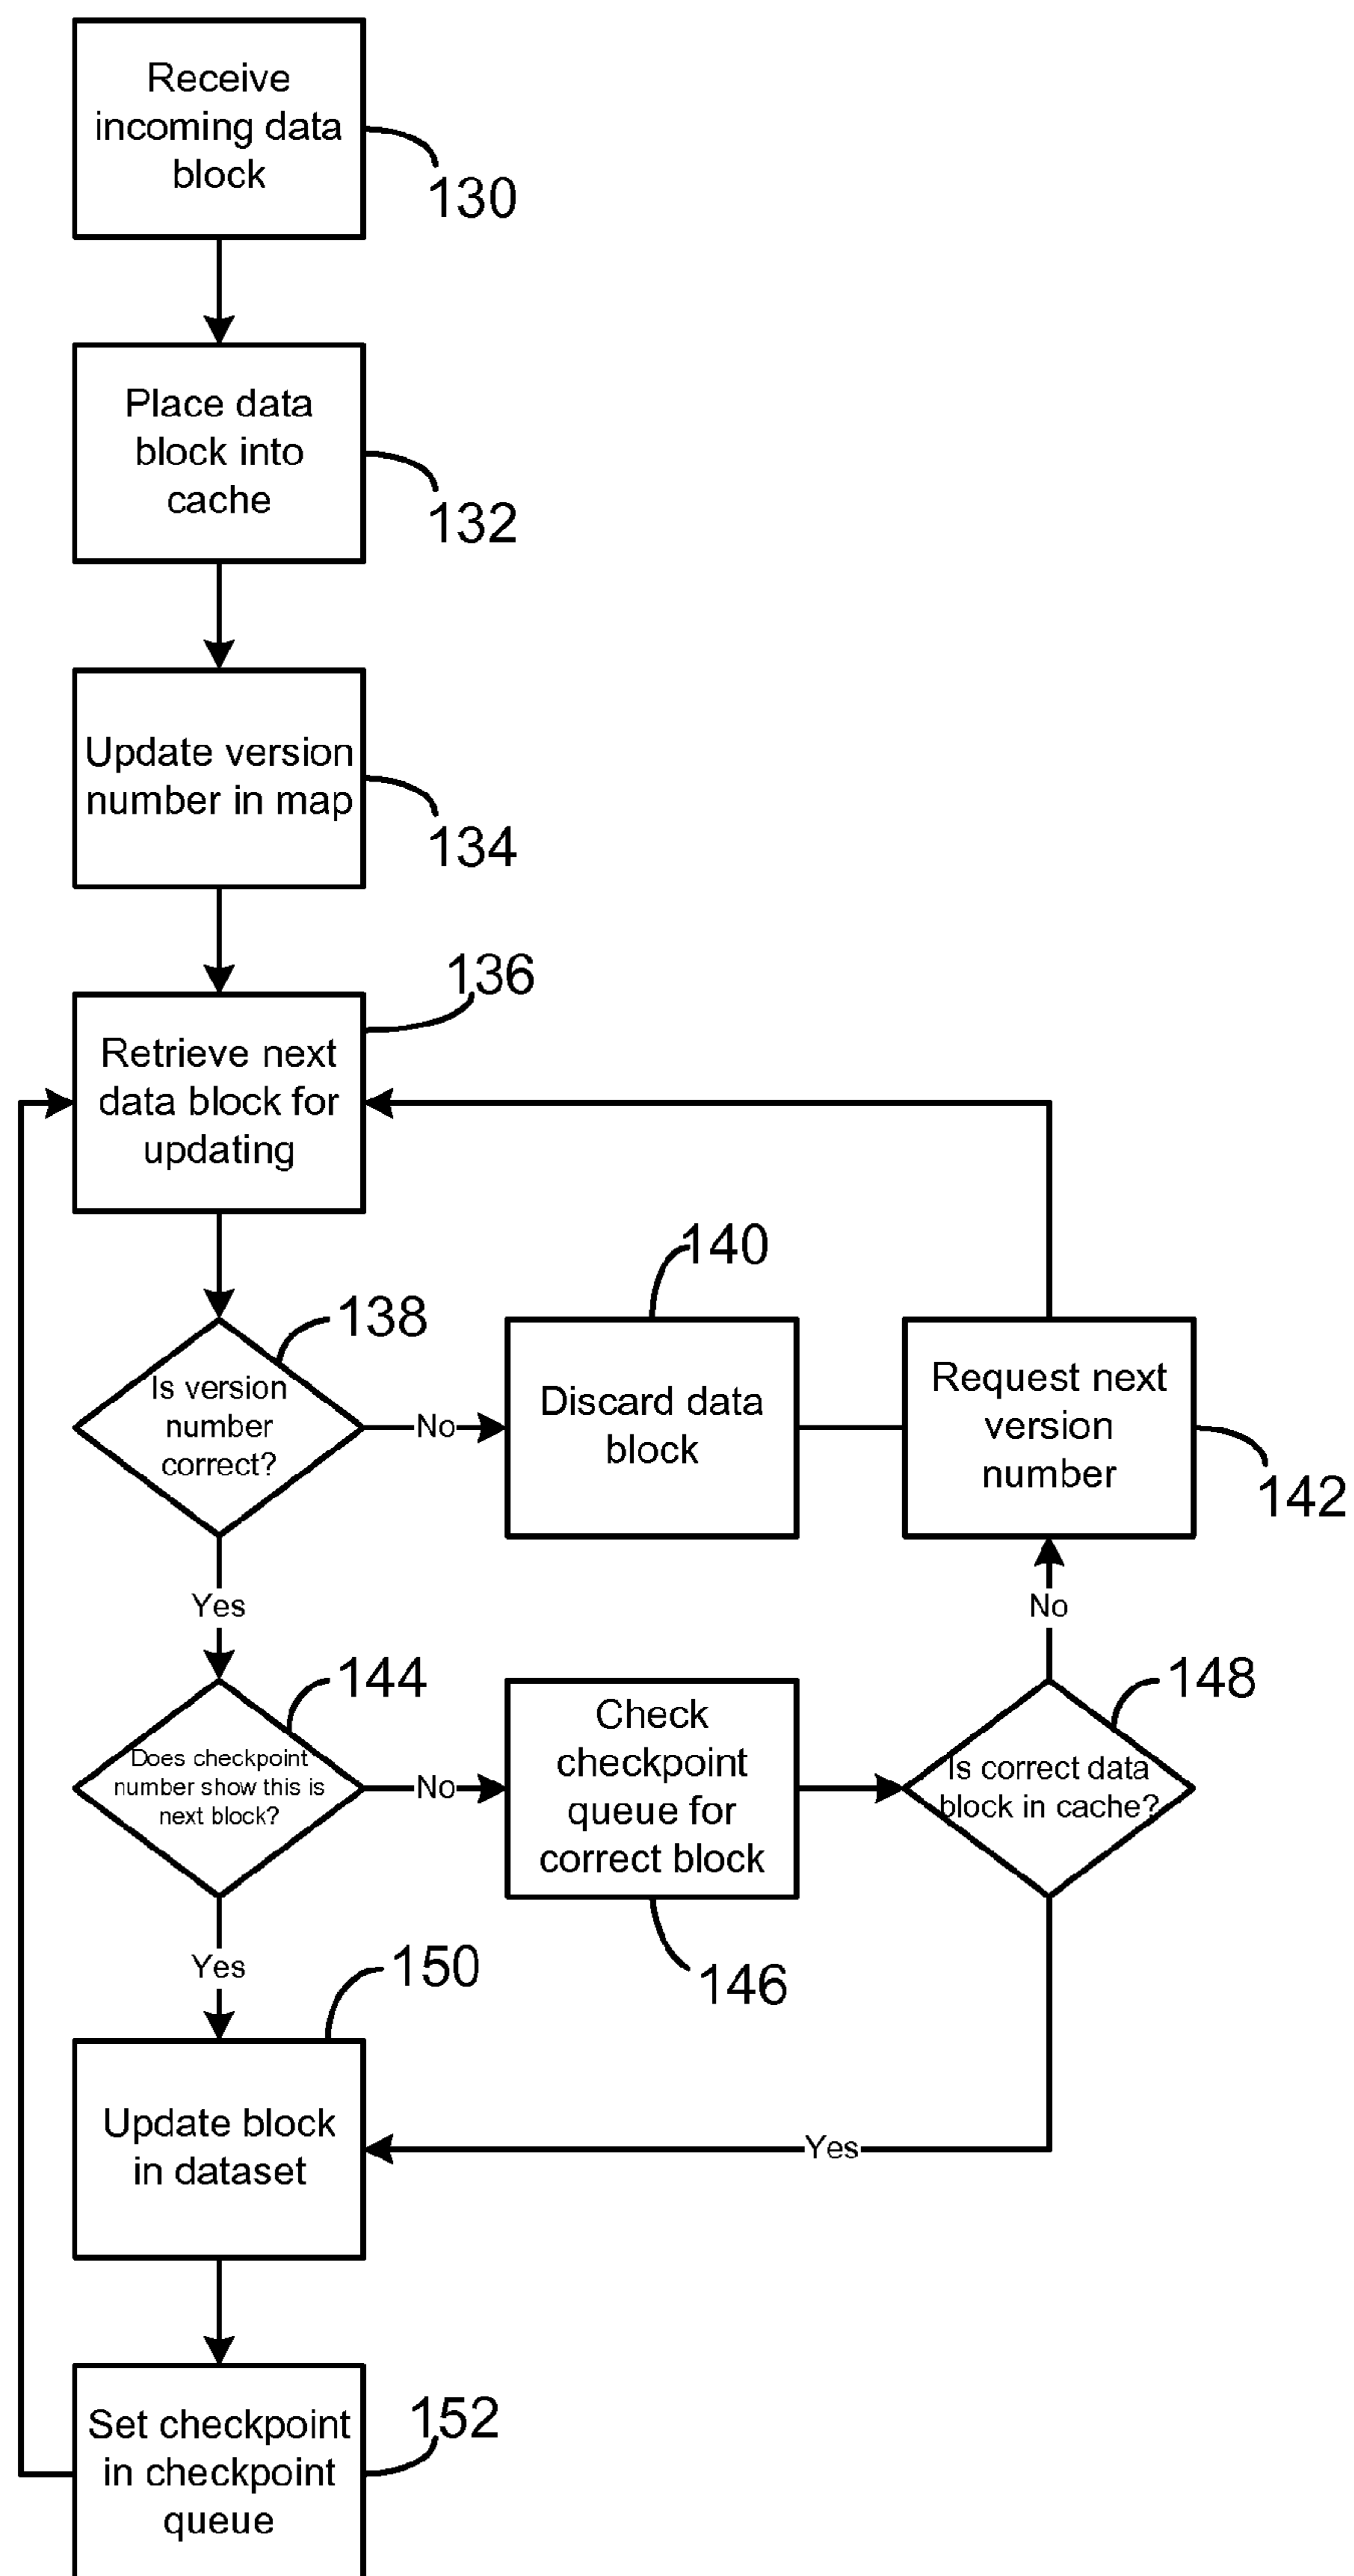 Receive
incoming data
block
130
Place data
block into
cache
132
Update version
number in map
134
136
Retrieve next
data block for
updating
138
Is version
number
correct?
No
140
Discard data
block
Request next
version
number
142
Yes
No
144
Does checkpoint
number show this is
next block?
No
Check
checkpoint
queue for
correct block
146
148
Is correct data
block in cache?
Yes
150
Update block
in dataset
Yes
152
Set checkpoint
in checkpoint
queue